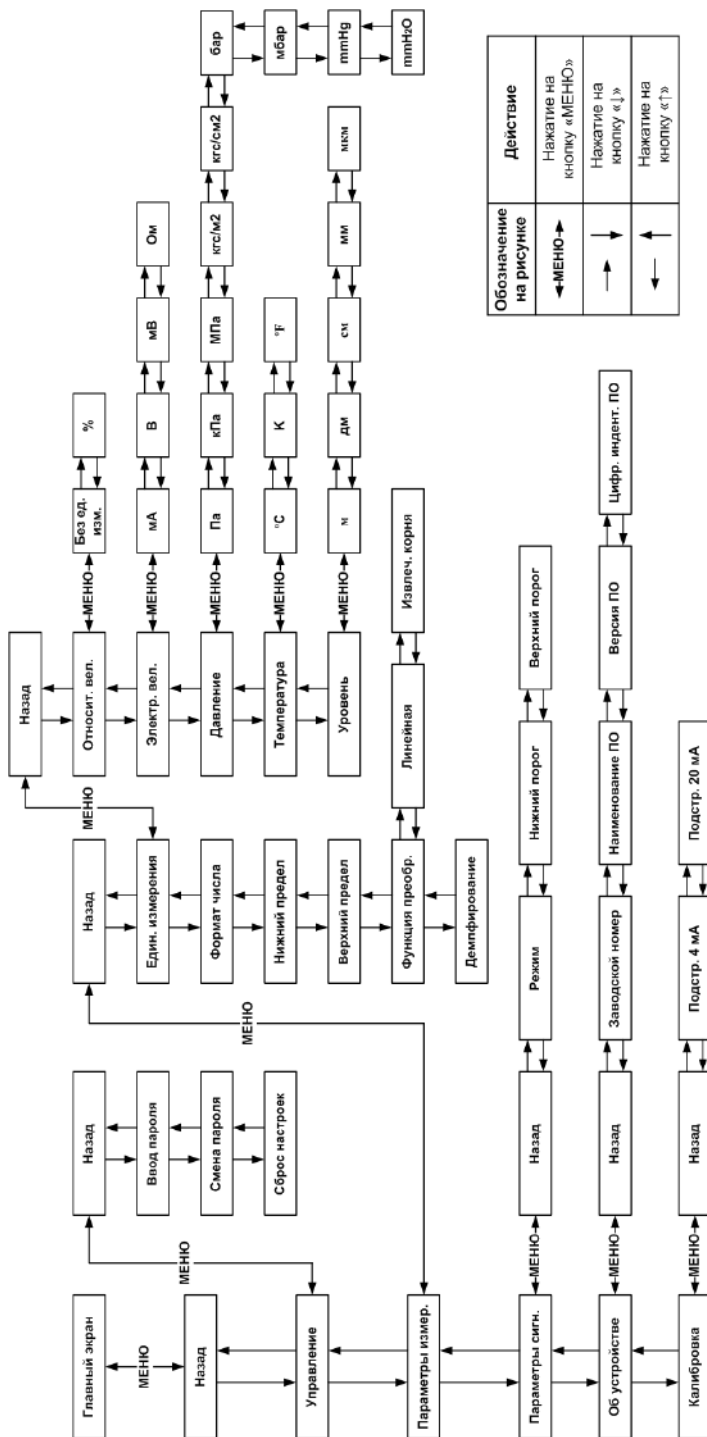 Главный экран
МЕНЮ
Назад
Управление
Параметры измер.
Параметры сигн.
Об устройстве
Калибровка
МЕНЮ
Назад
Ввод пароля
Смена пароля
Сброс настроек
МЕНЮ
Назад
Един. измерения
Формат числа
Нижний предел
Верхний предел
Функция преобр.
Демпфирование
Линейная
Извлеч. корня
МЕНЮ
Назад
Относит. вел.
Электр. вел.
Давление
Температура
Уровень
МЕНЮ
Без ед.
изм.
%
МЕНЮ
мА
В
мВ
Ом
МЕНЮ
Па
кПа
МПа
кгс/м2
кгс/см2
бар
мбар
mmHg
mmH2O
МЕНЮ
°C
K
°F
МЕНЮ
м
дм
см
мм
мкм
МЕНЮ
Назад
Режим
Нижний порог
Верхний порог
МЕНЮ
Назад
Заводской номер
Наименование ПО
Версия ПО
Цифр. индент. ПО
МЕНЮ
Назад
Подстр. 4 мА
Подстр. 20 мА
Обозначение
на рисунке
Действие
МЕНЮ
Нажатие на
кнопку «МЕНЮ»
Нажатие на
кнопку «↓»
Нажатие на
кнопку «↑»